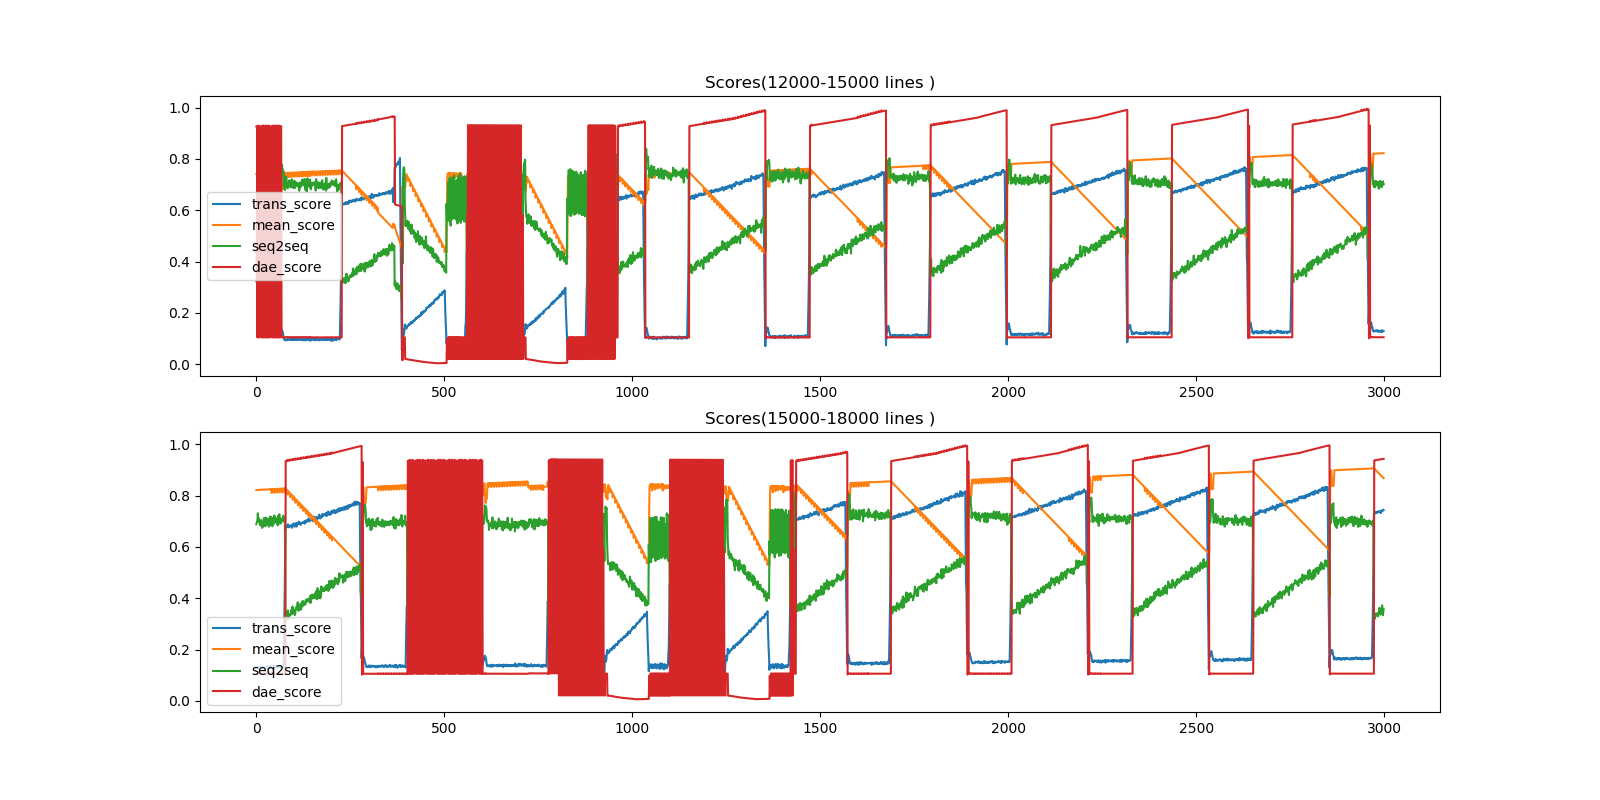 Scores(12000-15000 lines )
1.0
0.8
0.6
0.4
0.2
0.0
trans_score
mean_score
seq2seq
dae_score
0 500 1000 1500 2000 2500 3000
Scores(15000-18000 lines )
1.0
0.8
0.6
0.4
0.2
0.0
trans_score
mean_score
seq2seq
dae_score
0 500 1000 1500 2000 2500 3000